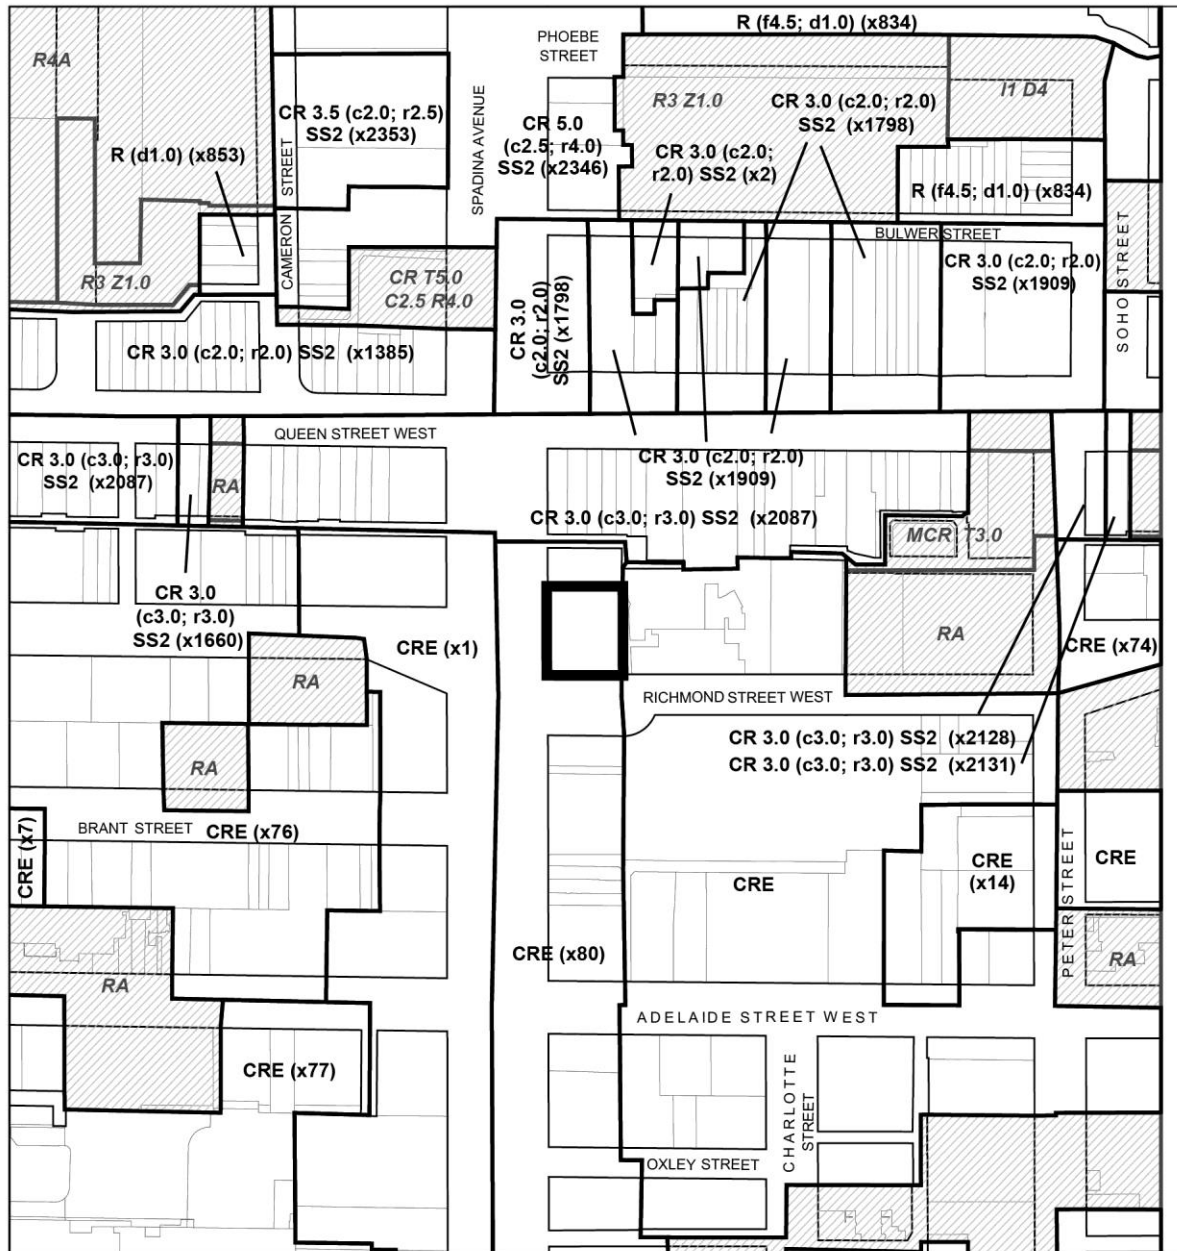 R (f4.5; d1.0) (x834)
PHOEBE
STREET
R4A
CR 3.5 (c2.0; r2.5)
SS2 (x2353)
SPADINA AVENUE
CR 5.0
(c2.5; r4.0)
SS2 (x2346)
R3 Z1.0
CR 3.0 (c2.0; r2.0)
SS2 (x1798)
I1 D4
R (d1.0) (x853)
CAMERON STREET
CR 3.0 (c2.0;
r2.0) SS2 (x2)
R (f4.5; d1.0) (x834)
BULWER STREET
SOHO STREET
R3 Z1.0
CR T5.0
C2.5 R4.0
CR 3.0
(c2.0; r2.0)
SS2 (x1798)
CR 3.0 (c2.0; r2.0)
SS2 (x1909)
CR 3.0 (c2.0; r2.0) SS2 (x1385)
QUEEN STREET WEST
CR 3.0 (c3.0; r3.0)
SS2 (x2087)
RA
CR 3.0 (c2.0; r2.0)
SS2 (x1909)
CR 3.0 (c3.0; r3.0) SS2 (x2087)
MCR T3.0
CR 3.0
(c3.0; r3.0)
SS2 (x1660)
CRE (x1)
RA
CRE (x74)
RA
RICHMOND STREET WEST
CR 3.0 (c3.0; r3.0) SS2 (x2128)
CR 3.0 (c3.0; r3.0) SS2 (x2131)
RA
BRANT STREET
CRE (x76)
CRE (x7)
CRE
CRE
(x14)
PETER STREET
CRE
CRE (x80)
RA
RA
ADELAIDE STREET WEST
CRE (x77)
CHARLOTTE
STREET
OXLEY STREET